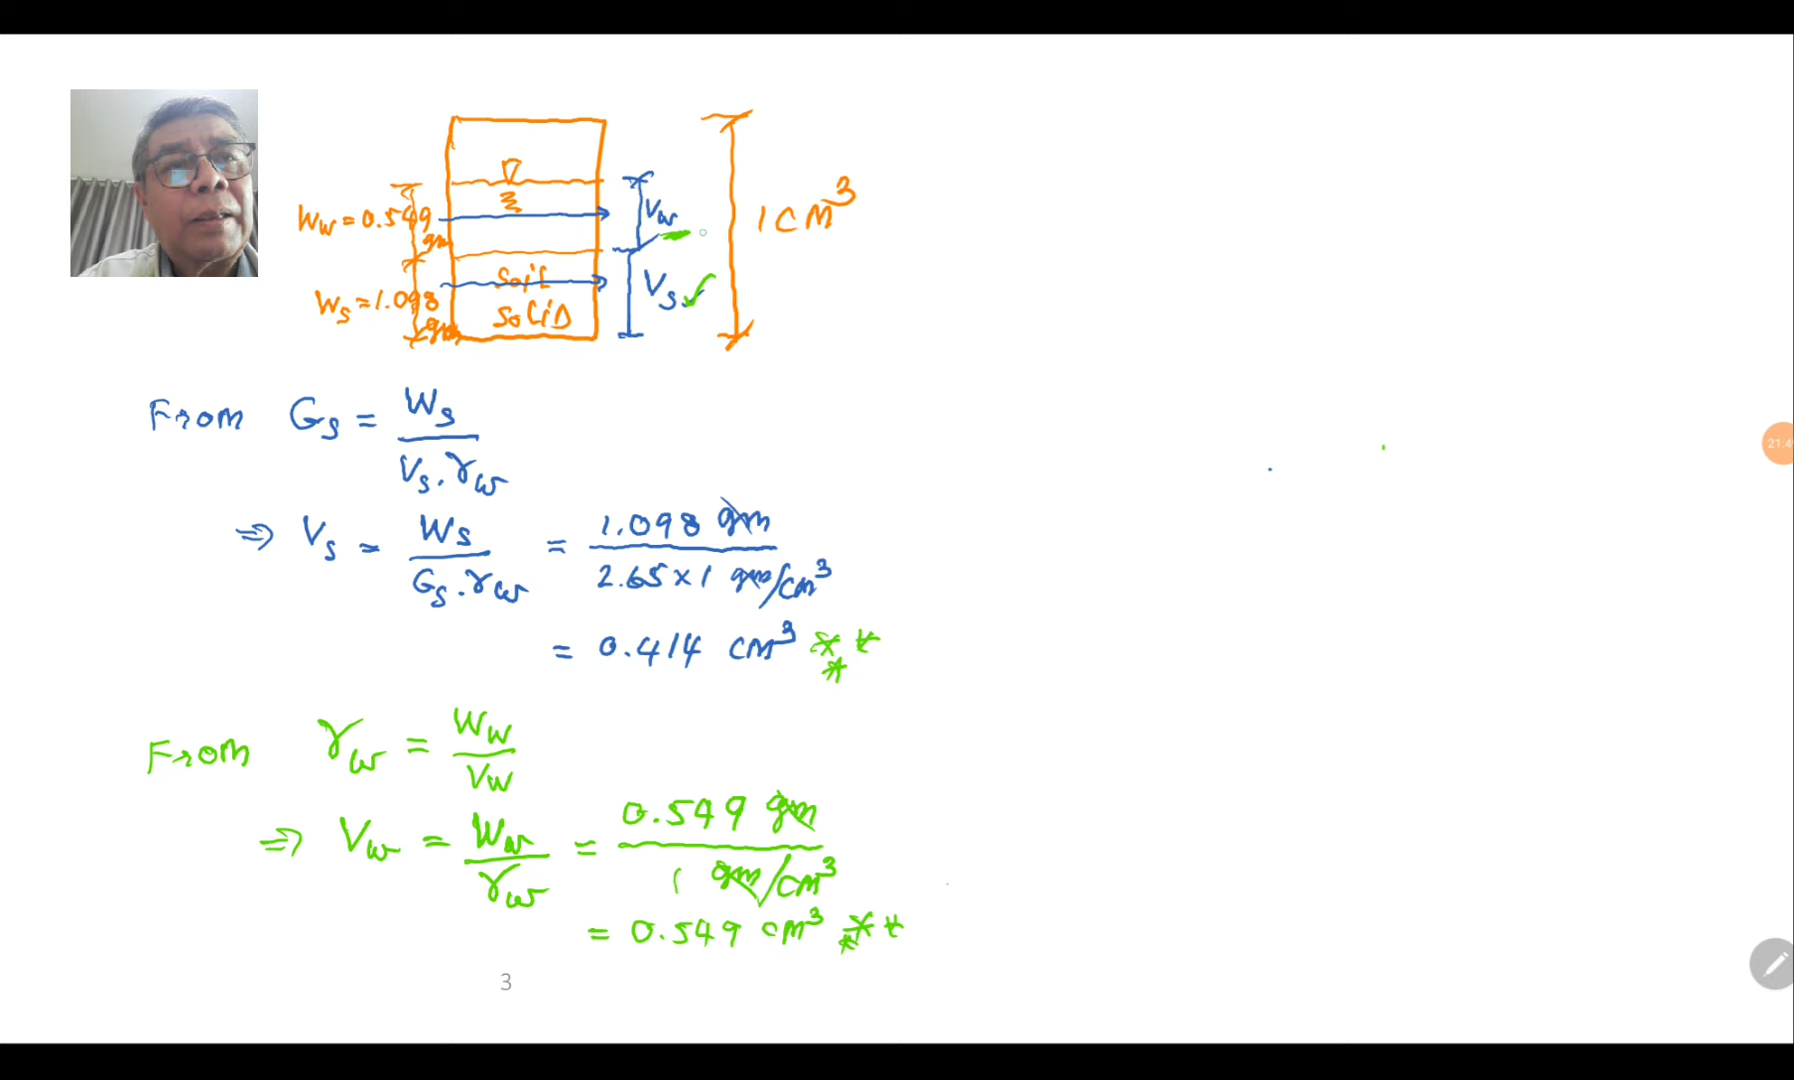 1 cm³
Ww = 0.549 gm
Vw
Ws = 1.098 gm
Vs ✓
SOIL
SOLID
From Gs = Ws / Vs . γw
⇒ Vs = Ws / Gs . γw = 1.098 gm / 2.65 × 1 gm/cm³
= 0.414 cm³ ***
From γw = Ww / Vw
⇒ Vw = Ww / γw = 0.549 gm / 1 gm/cm³
= 0.549 cm³ ***
3